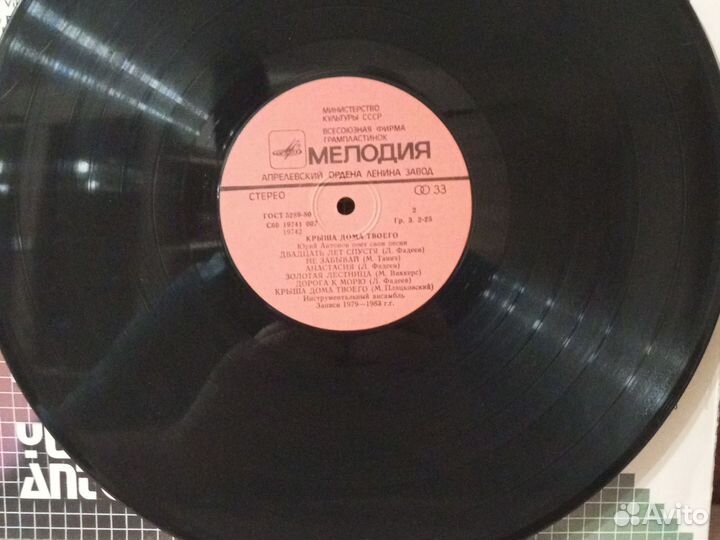 МИНИСТЕРСТВО
КУЛЬТУРЫ СССР
ВСЕСОЮЗНАЯ ФИРМА
ГРАМПЛАСТИНОК
МЕЛОДИЯ
АПРЕЛЕВСКИЙ ОРДЕНА ЛЕНИНА ЗАВОД
СТЕРЕО
33
ГОСТ 5289-80
2
С60 19741 007
Гр. 3. 2-25
19742
КРЫША ДОМА ТВОЕГО
Юрий Антонов поет свои песни
ДВАДЦАТЬ ЛЕТ СПУСТЯ (Л. Фадеев)
НЕ ЗАБЫВАЙ (М. Танич)
АНАСТАСИЯ (Л. Фадеев)
ЗОЛОТАЯ ЛЕСТНИЦА (М. Виккерс)
ДОРОГА К МОРЮ (Л. Фадеев)
КРЫША ДОМА ТВОЕГО (М. Пляцковский)
Инструментальный ансамбль
Записи 1979—1983 г.г.
ANT
Avito